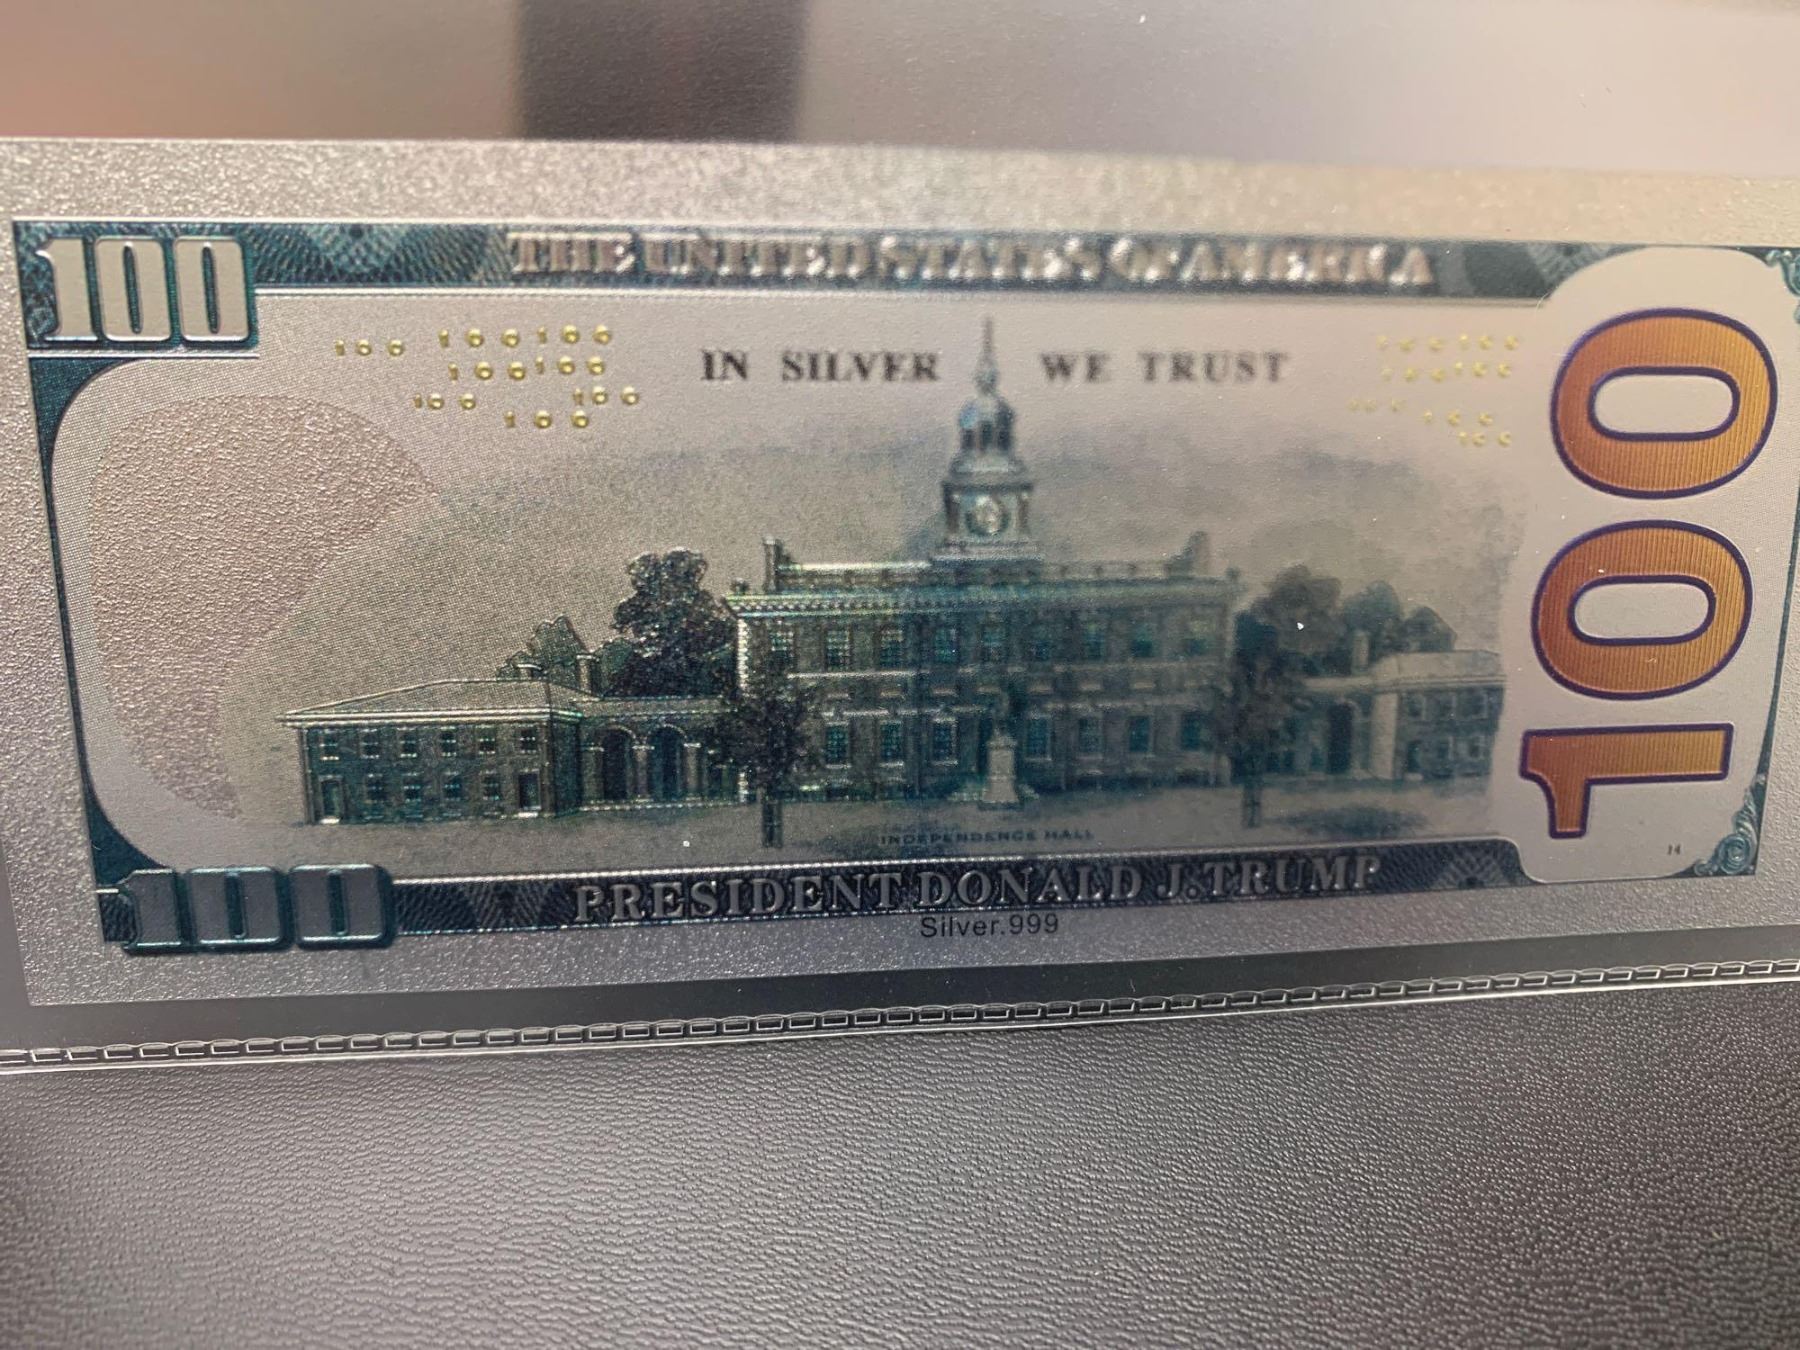 100
THE UNITED STATES OF AMERICA
IN SILVER WE TRUST
100
INDEPENDENCE HALL
14
100
PRESIDENT DONALD J. TRUMP
Silver.999